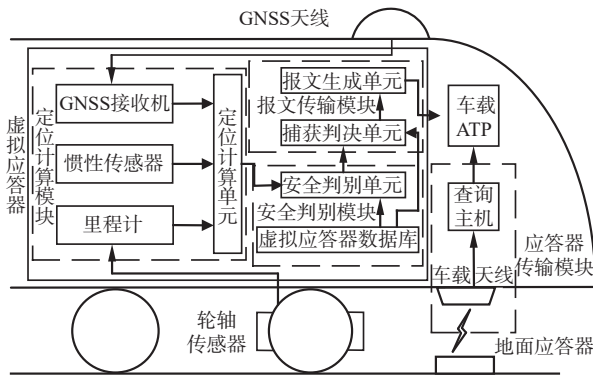 GNSS天线
虚拟应答器
定位计算模块
GNSS接收机
惯性传感器
里程计
定位计算单元
报文生成单元
报文传输模块
捕获判决单元
安全判别单元
安全判别模块
虚拟应答器数据库
车载
ATP
查询
主机
应答器
传输模块
车载天线
轮轴
传感器
地面应答器